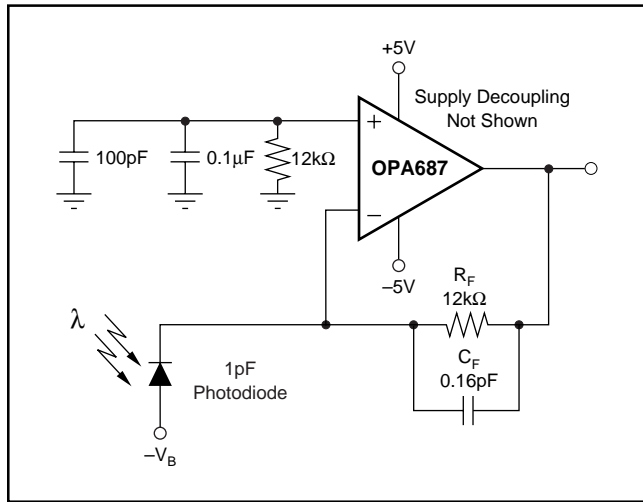 +5V
Supply Decoupling
Not Shown
+
100pF
0.1μF
12kΩ
OPA687
−
−5V
R_F
12kΩ
λ
C_F
0.16pF
1pF
Photodiode
−V_B